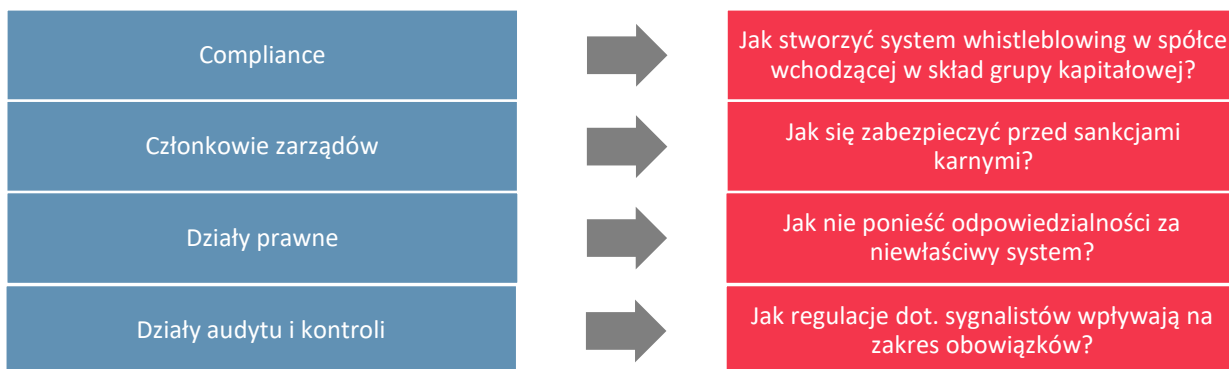 Compliance
Jak stworzyć system whistleblowing w spółce
wchodzącej w skład grupy kapitałowej?
Członkowie zarządów
Jak się zabezpieczyć przed sankcjami
karnymi?
Działy prawne
Jak nie ponieść odpowiedzialności za
niewłaściwy system?
Działy audytu i kontroli
Jak regulacje dot. sygnalistów wpływają na
zakres obowiązków?